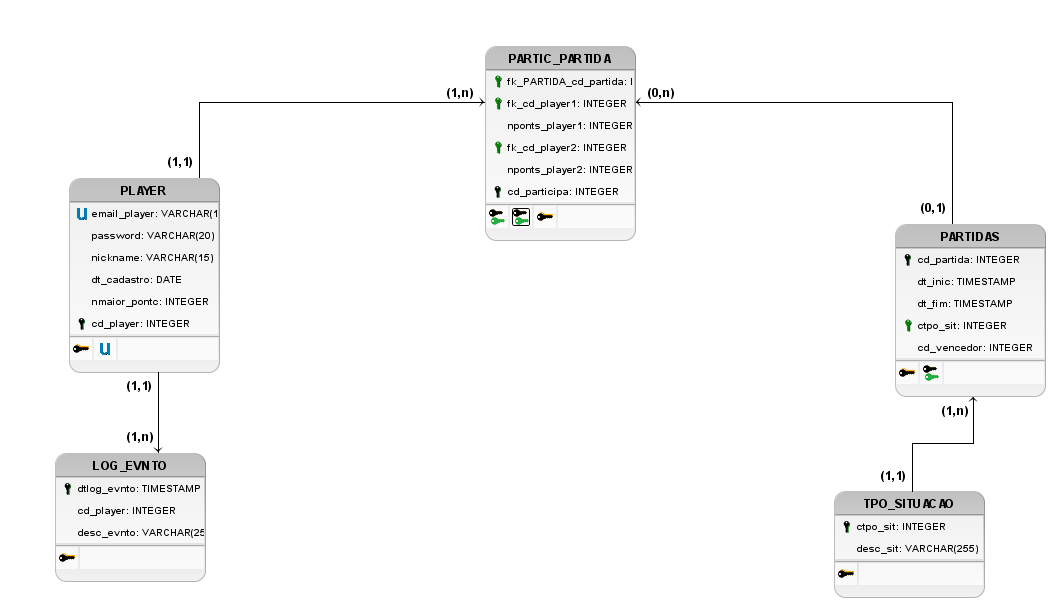 PARTIC_PARTIDA
fk_PARTIDA_cd_partida: I
fk_cd_player1: INTEGER
nponts_player1: INTEGER
fk_cd_player2: INTEGER
nponts_player2: INTEGER
cd_participa: INTEGER
(1,n)
(0,n)
(1,1)
PLAYER
U email_player: VARCHAR(1
password: VARCHAR(20)
nickname: VARCHAR(15)
dt_cadastro: DATE
nmaior_pontc: INTEGER
cd_player: INTEGER
U
(0,1)
PARTIDAS
cd_partida: INTEGER
dt_inic: TIMESTAMP
dt_fim: TIMESTAMP
ctpo_sit: INTEGER
cd_vencedor: INTEGER
(1,1)
(1,n)
LOG_EVNTO
dtlog_evnto: TIMESTAMP
cd_player: INTEGER
desc_evnto: VARCHAR(25
(1,n)
(1,1)
TPO_SITUACAO
ctpo_sit: INTEGER
desc_sit: VARCHAR(255)